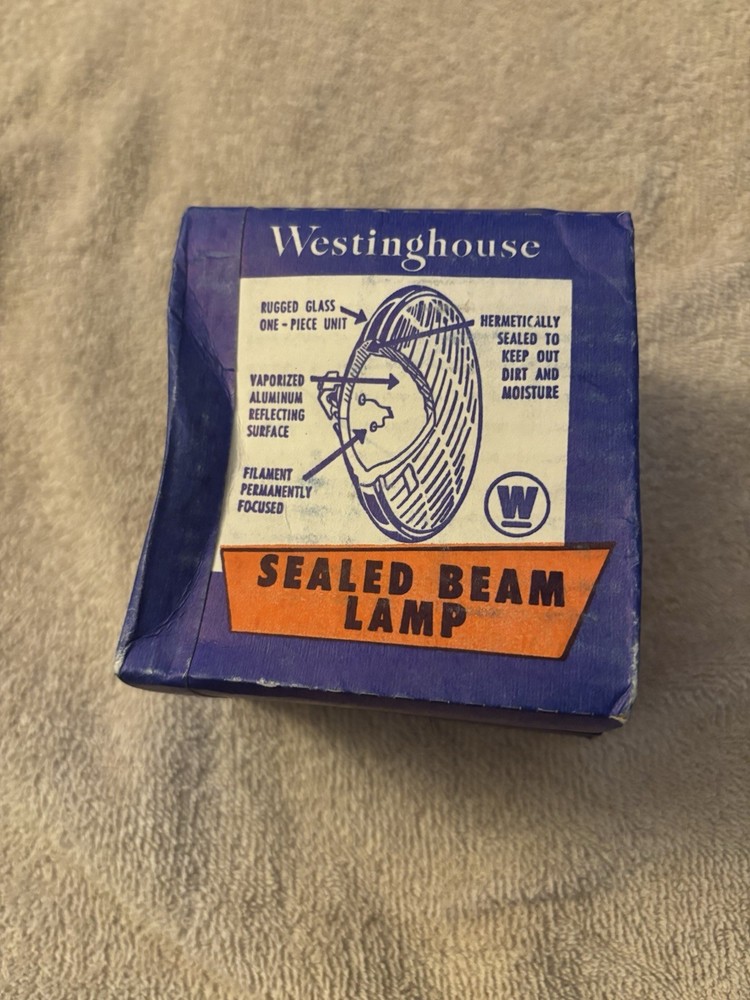 Westinghouse
RUGGED GLASS
ONE-PIECE UNIT
HERMETICALLY
SEALED TO
KEEP OUT
DIRT AND
MOISTURE
VAPORIZED
ALUMINUM
REFLECTING
SURFACE
FILAMENT
PERMANENTLY
FOCUSED
W
SEALED BEAM
LAMP